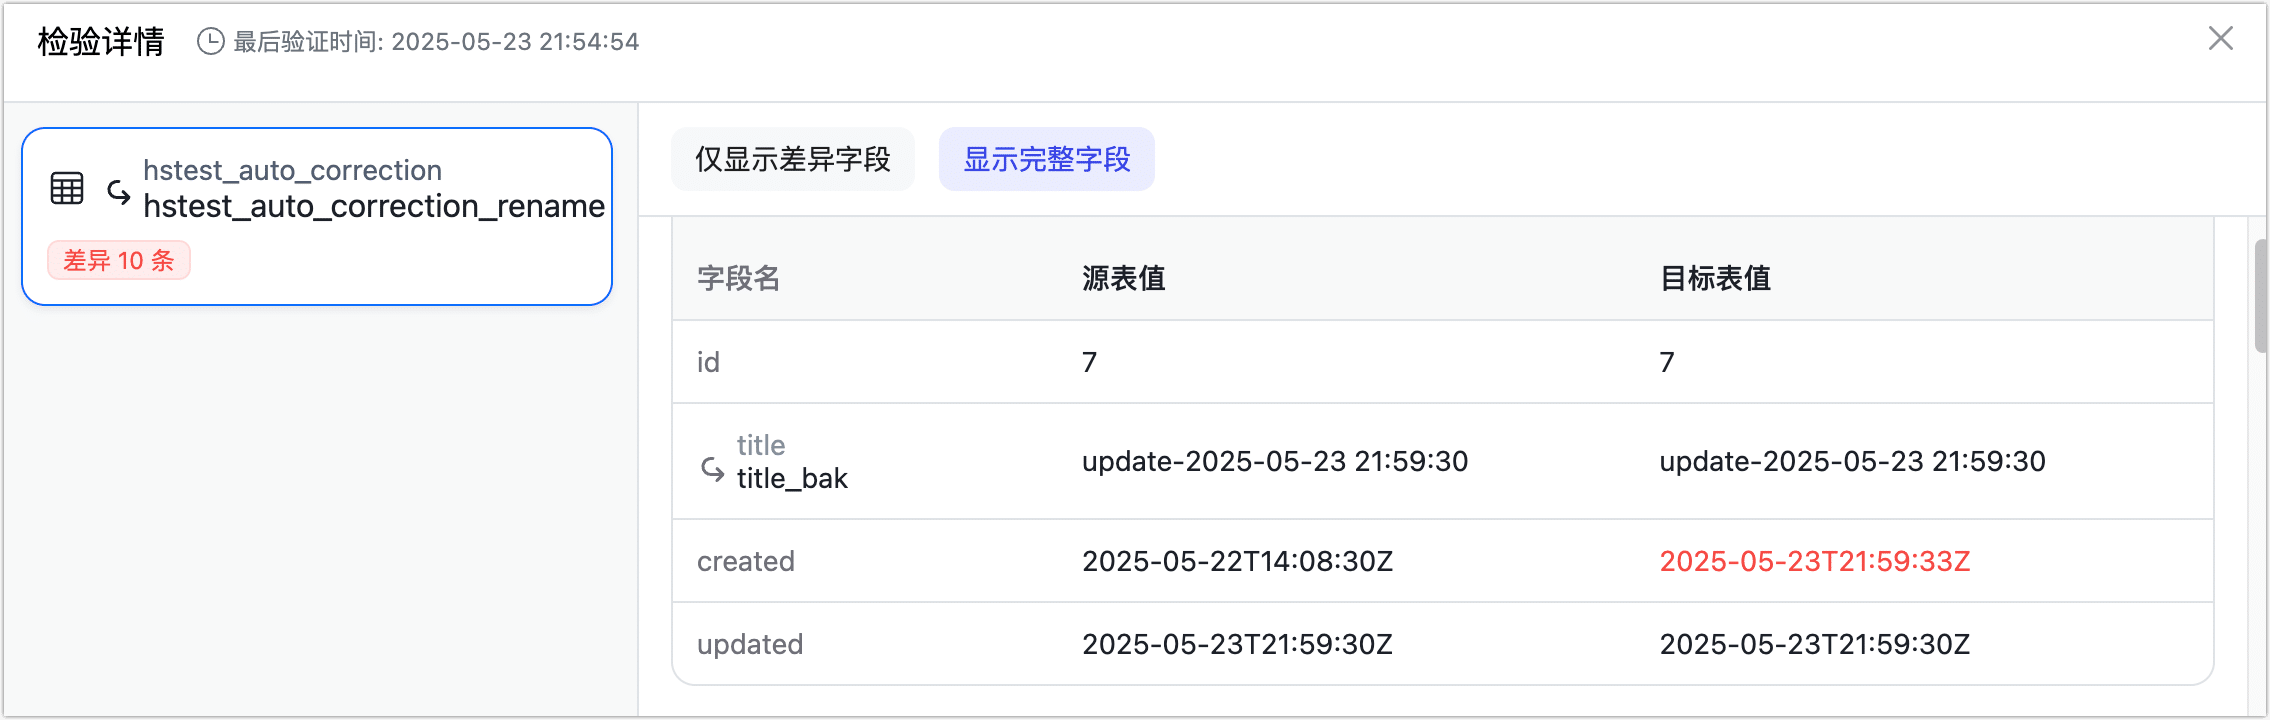 检验详情 最后验证时间: 2025-05-23 21:54:54
hstest_auto_correction
hstest_auto_correction_rename
差异 10 条
仅显示差异字段 显示完整字段
字段名 源表值 目标表值
id 7 7
title
title_bak update-2025-05-23 21:59:30 update-2025-05-23 21:59:30
created 2025-05-22T14:08:30Z 2025-05-23T21:59:33Z
updated 2025-05-23T21:59:30Z 2025-05-23T21:59:30Z